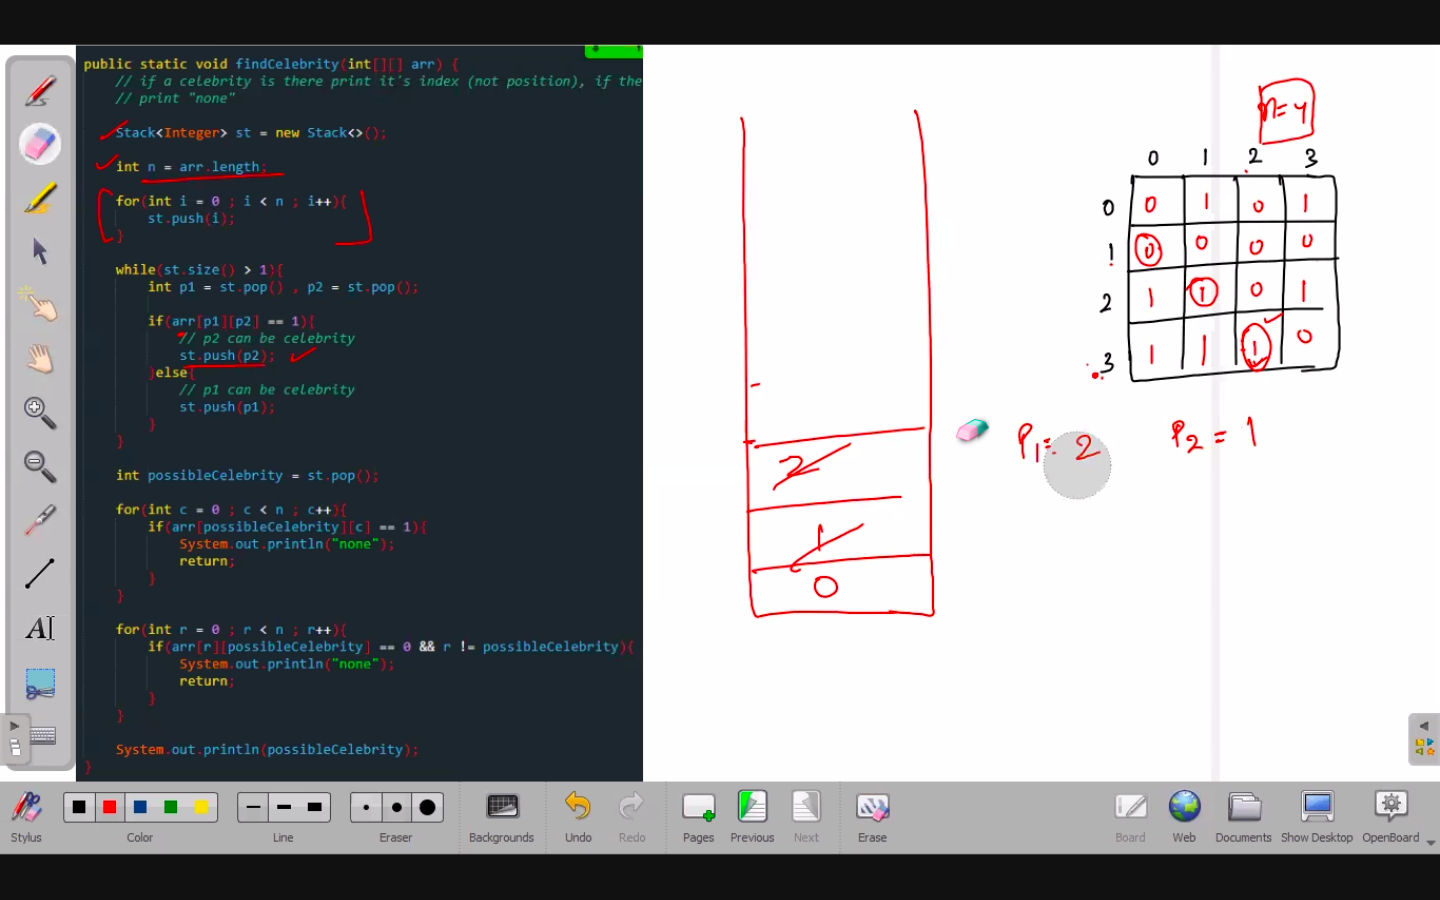 public static void findCelebrity(int[][] arr) {
// if a celebrity is there print it's index (not position), if the
// print "none"
Stack<Integer> st = new Stack<>();
int n = arr.length;
for(int i = 0 ; i < n ; i++){
st.push(i);
}
while(st.size() > 1){
int p1 = st.pop() , p2 = st.pop();
if(arr[p1][p2] == 1){
// p2 can be celebrity
st.push(p2);
}else{
// p1 can be celebrity
st.push(p1);
}
}
int possibleCelebrity = st.pop();
for(int c = 0 ; c < n ; c++){
if(arr[possibleCelebrity][c] == 1){
System.out.println("none");
return;
}
}
for(int r = 0 ; r < n ; r++){
if(arr[r][possibleCelebrity] == 0 && r != possibleCelebrity){
System.out.println("none");
return;
}
}
System.out.println(possibleCelebrity);
}
2
1
0
n=4
0 1 2 3
0 0 1 0 1
1 0 0 0 0
2 1 1 0 1
3 1 1 1 0
P1= 2 P2 = 1
Stylus Color Line Eraser Backgrounds Undo Redo Pages Previous Next Erase Board Web Documents Show Desktop OpenBoard